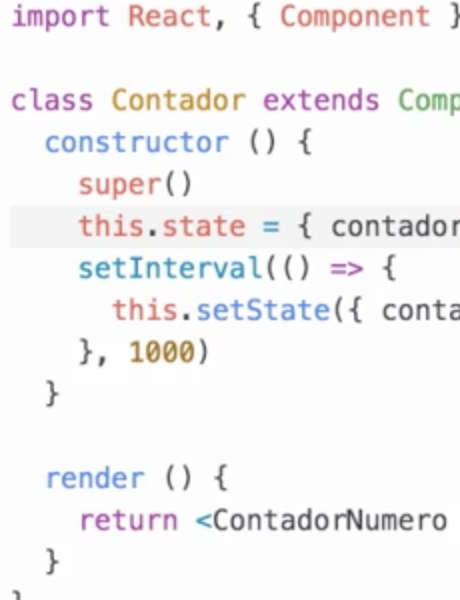 import React, { Component }
class Contador extends Comp
constructor () {
super()
this.state = { contador
setInterval(() => {
this.setState({ conta
}, 1000)
}
render () {
return <ContadorNumero
}
}